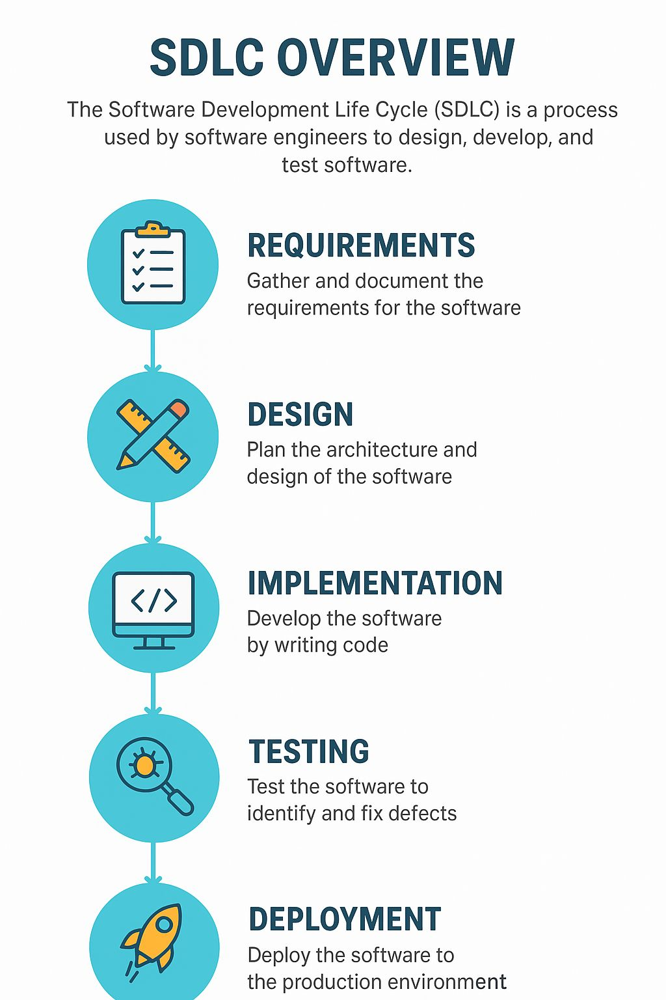 SDLC OVERVIEW
The Software Development Life Cycle (SDLC) is a process
used by software engineers to design, develop, and
test software.
REQUIREMENTS
Gather and document the
requirements for the software
DESIGN
Plan the architecture and
design of the software
</>
IMPLEMENTATION
Develop the software
by writing code
TESTING
Test the software to
identify and fix defects
DEPLOYMENT
Deploy the software to
the production environment